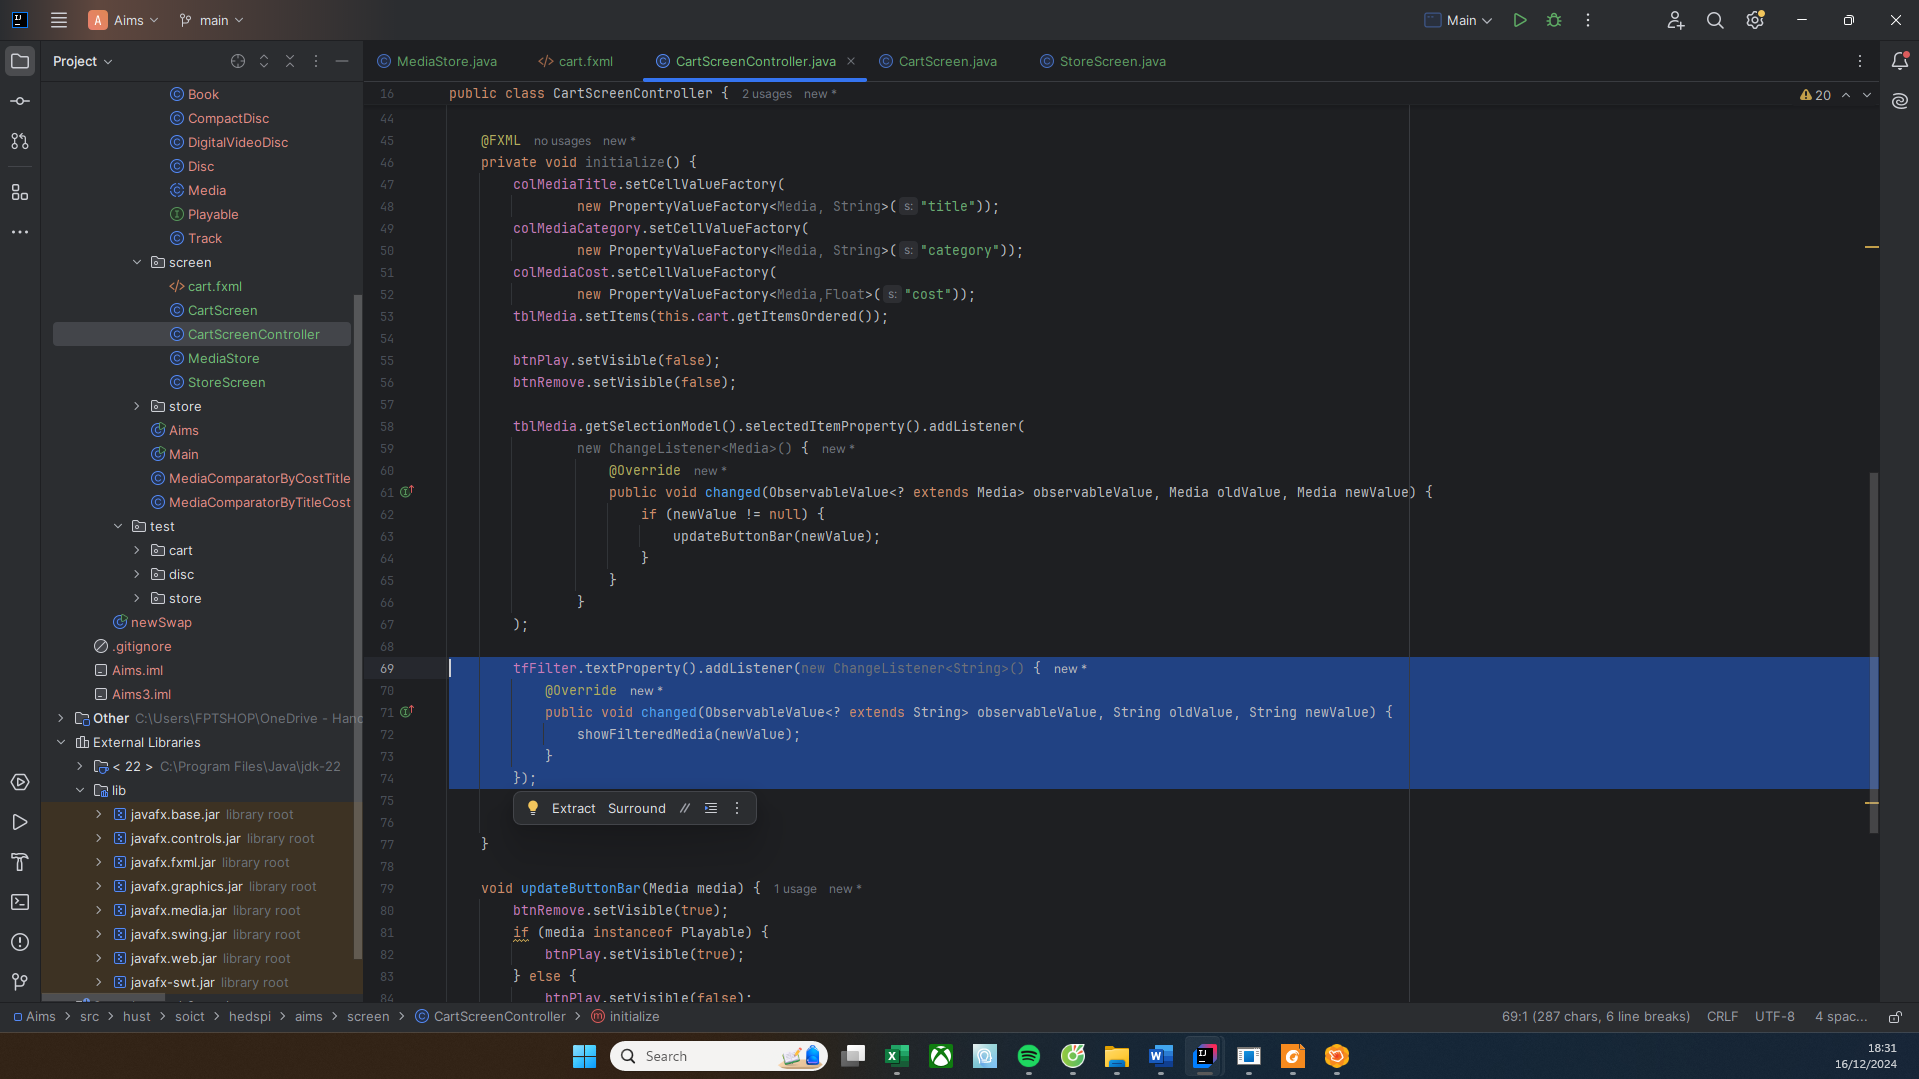 A Aims main Main
Project
MediaStore.java cart.fxml CartScreenController.java CartScreen.java StoreScreen.java
Book
CompactDisc
DigitalVideoDisc
Disc
Media
Playable
Track
screen
cart.fxml
CartScreen
CartScreenController
MediaStore
StoreScreen
store
Aims
Main
MediaComparatorByCostTitle
MediaComparatorByTitleCost
test
cart
disc
store
newSwap
.gitignore
Aims.iml
Aims3.iml
Other C:\Users\FPTSHOP\OneDrive - Hanc
External Libraries
< 22 > C:\Program Files\Java\jdk-22
lib
javafx.base.jar library root
javafx.controls.jar library root
javafx.fxml.jar library root
javafx.graphics.jar library root
javafx.media.jar library root
javafx.swing.jar library root
javafx.web.jar library root
javafx-swt.jar library root
16 public class CartScreenController { 2 usages new * 20
44
45 @FXML no usages new *
46 private void initialize() {
47 colMediaTitle.setCellValueFactory(
48 new PropertyValueFactory<Media, String>( s: "title"));
49 colMediaCategory.setCellValueFactory(
50 new PropertyValueFactory<Media, String>( s: "category"));
51 colMediaCost.setCellValueFactory(
52 new PropertyValueFactory<Media,Float>( s: "cost"));
53 tblMedia.setItems(this.cart.getItemsOrdered());
54
55 btnPlay.setVisible(false);
56 btnRemove.setVisible(false);
57
58 tblMedia.getSelectionModel().selectedItemProperty().addListener(
59 new ChangeListener<Media>() { new *
60 @Override new *
61 public void changed(ObservableValue<? extends Media> observableValue, Media oldValue, Media newValue) {
62 if (newValue != null) {
63 updateButtonBar(newValue);
64 }
65 }
66 }
67 );
68
69 tfFilter.textProperty().addListener(new ChangeListener<String>() { new *
70 @Override new *
71 public void changed(ObservableValue<? extends String> observableValue, String oldValue, String newValue) {
72 showFilteredMedia(newValue);
73 }
74 });
75 Extract Surround
76
77 }
78
79 void updateButtonBar(Media media) { 1 usage new *
80 btnRemove.setVisible(true);
81 if (media instanceof Playable) {
82 btnPlay.setVisible(true);
83 } else {
84 btnPlay.setVisible(false);
Aims > src > hust > soict > hedspi > aims > screen > CartScreenController > initialize 69:1 (287 chars, 6 line breaks) CRLF UTF-8 4 spac...
Search
18:31
16/12/2024